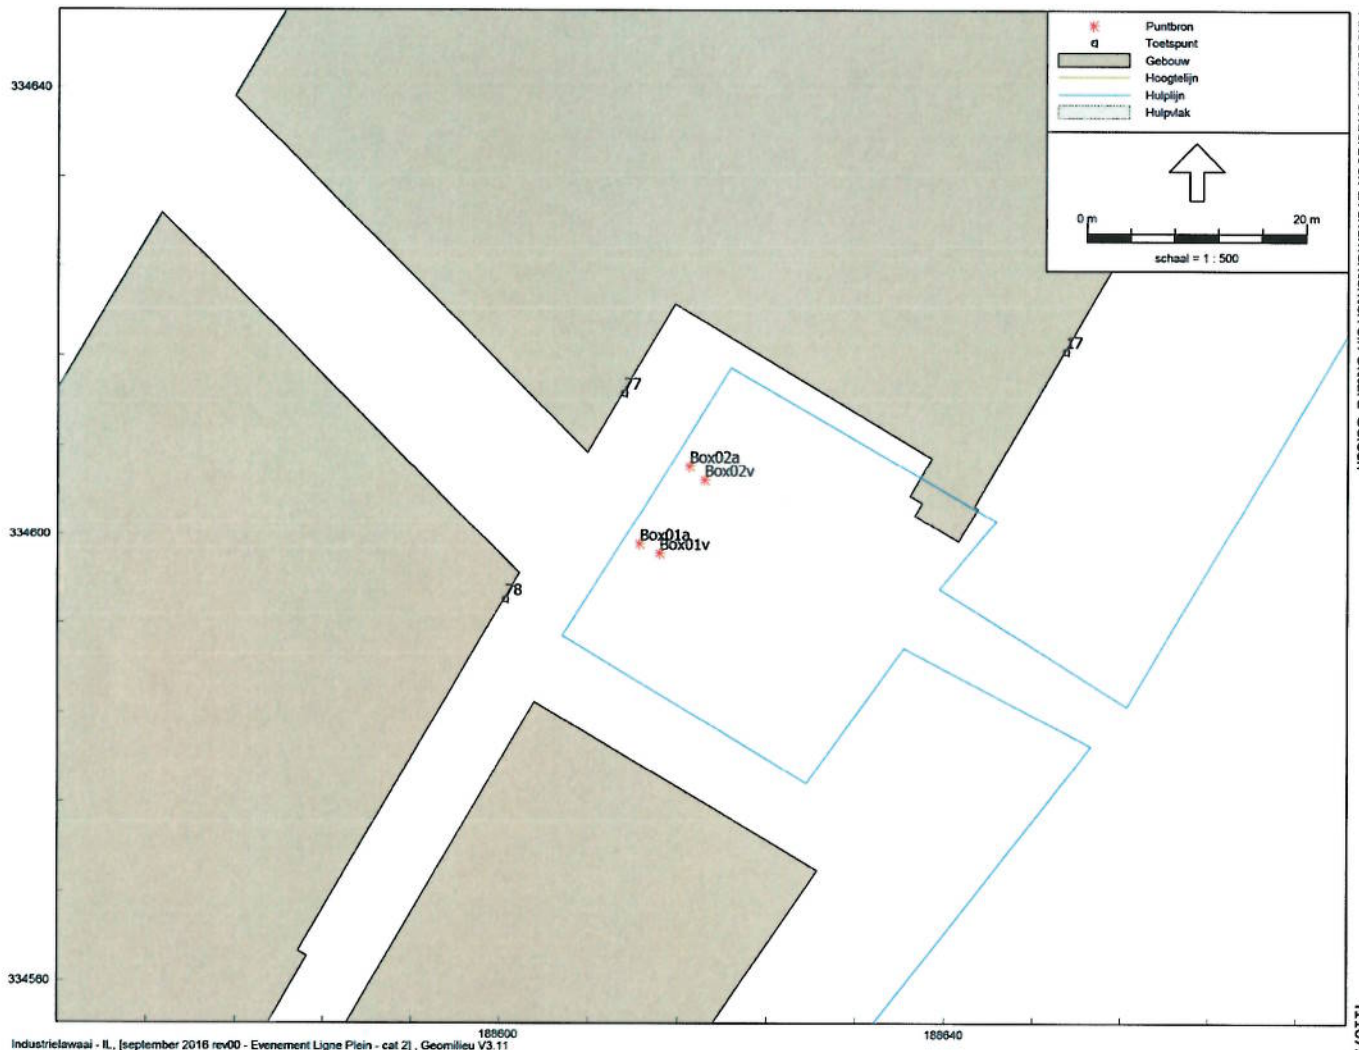 Puntbron
Toetspunt
Gebouw
Hoogtelijn
Hulplijn
Hulpvlak
0 m 20 m
schaal = 1 : 500
334640
17
77
Box02a
Box02v
334600
Box01a
Box01v
78
334560
188600
188640
Industrielawaai - IL, [september 2016 rev00 - Evenement Ligne Plein - cat 2] , Geomilieu V3.11